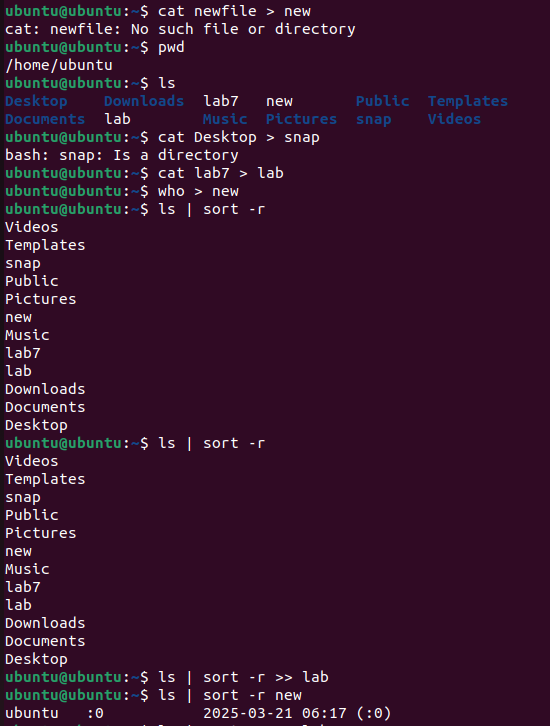 ubuntu@ubuntu:~$ cat newfile > new
cat: newfile: No such file or directory
ubuntu@ubuntu:~$ pwd
/home/ubuntu
ubuntu@ubuntu:~$ ls
Desktop    Downloads  lab7   new       Public  Templates
Documents  lab        Music  Pictures  snap    Videos
ubuntu@ubuntu:~$ cat Desktop > snap
bash: snap: Is a directory
ubuntu@ubuntu:~$ cat lab7 > lab
ubuntu@ubuntu:~$ who > new
ubuntu@ubuntu:~$ ls | sort -r
Videos
Templates
snap
Public
Pictures
new
Music
lab7
lab
Downloads
Documents
Desktop
ubuntu@ubuntu:~$ ls | sort -r
Videos
Templates
snap
Public
Pictures
new
Music
lab7
lab
Downloads
Documents
Desktop
ubuntu@ubuntu:~$ ls | sort -r >> lab
ubuntu@ubuntu:~$ ls | sort -r new
ubuntu   :0           2025-03-21 06:17 (:0)